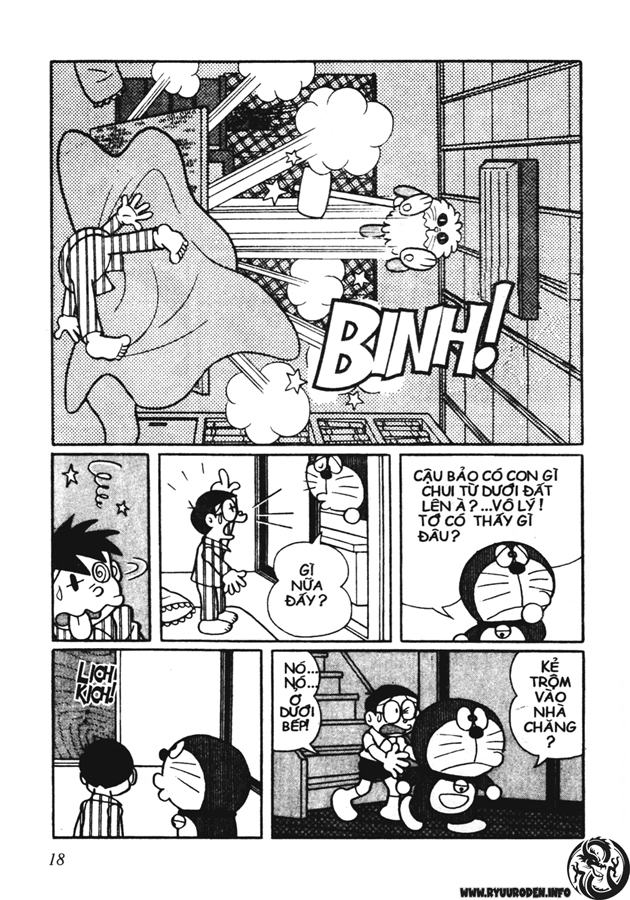 BINH!
GÌ
NỮA
ĐẤY?
CẬU BẢO CÓ CON GÌ
CHUI TỪ DƯỚI ĐẤT
LÊN À?...VÔ LÝ!
TỚ CÓ THẤY GÌ
ĐÂU?
LỊCH
KỊCH!
NÓ...
NÓ...
Ở
DƯỚI
BẾP!
KẺ
TRỘM
VÀO
NHÀ
CHĂNG
?
18
WWW.RYUURODEN.INFO